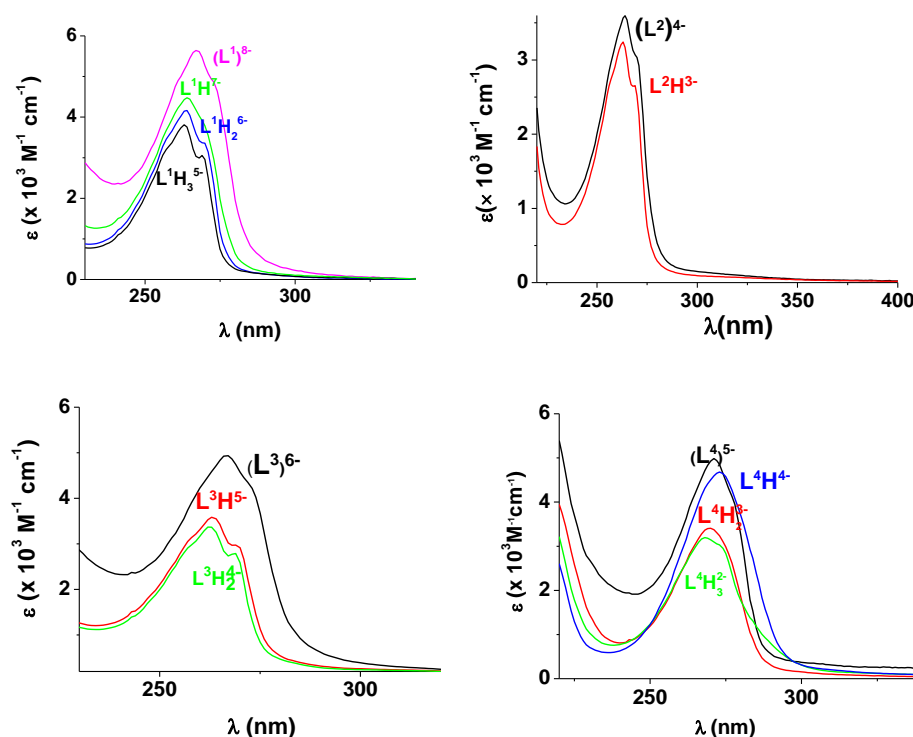 ε (x 10³ M⁻¹ cm⁻¹)
6
4
2
0
(L¹)⁸⁻
L¹H⁷⁻
L¹H₂⁶⁻
L¹H₃⁵⁻
250 300
λ (nm)
ε(× 10³ M⁻¹ cm⁻¹)
3
2
1
0
(L²)⁴⁻
L²H³⁻
250 300 350 400
λ(nm)
ε (x 10³ M⁻¹ cm⁻¹)
6
4
2
(L³)⁶⁻
L³H⁵⁻
L³H₂⁴⁻
250 300
λ (nm)
ε (x 10³M⁻¹cm⁻¹)
6
4
2
0
(L⁴)⁵⁻
L⁴H⁴⁻
L⁴H₂³⁻
L⁴H₃²⁻
250 300
λ (nm)